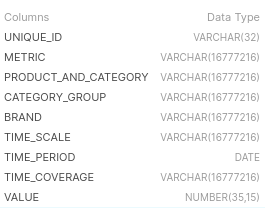 Columns Data Type
UNIQUE_ID VARCHAR(32)
METRIC VARCHAR(16777216)
PRODUCT_AND_CATEGORY VARCHAR(16777216)
CATEGORY_GROUP VARCHAR(16777216)
BRAND VARCHAR(16777216)
TIME_SCALE VARCHAR(16777216)
TIME_PERIOD DATE
TIME_COVERAGE VARCHAR(16777216)
VALUE NUMBER(35,15)